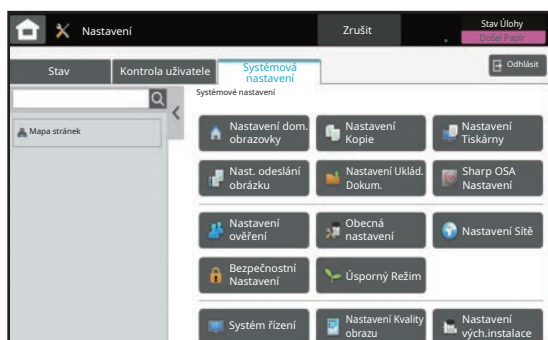 Nastavení
Zrušit
Stav Úlohy
Došel Papír
Stav
Kontrola uživatele
Systémová
nastavení
Odhlásit
Systémové nastavení
Mapa stránek
Nastavení dom.
obrazovky
Nastavení
Kopie
Nastavení
Tiskárny
Nast. odeslání
obrázku
Nastavení Uklád.
Dokum.
Sharp OSA
Nastavení
Nastavení
ověření
Obecná
nastavení
Nastavení Sítě
Bezpečnostní
Nastavení
Úsporný Režim
Systém řízení
Nastavení Kvality
obrazu
Nastavení
vých.instalace